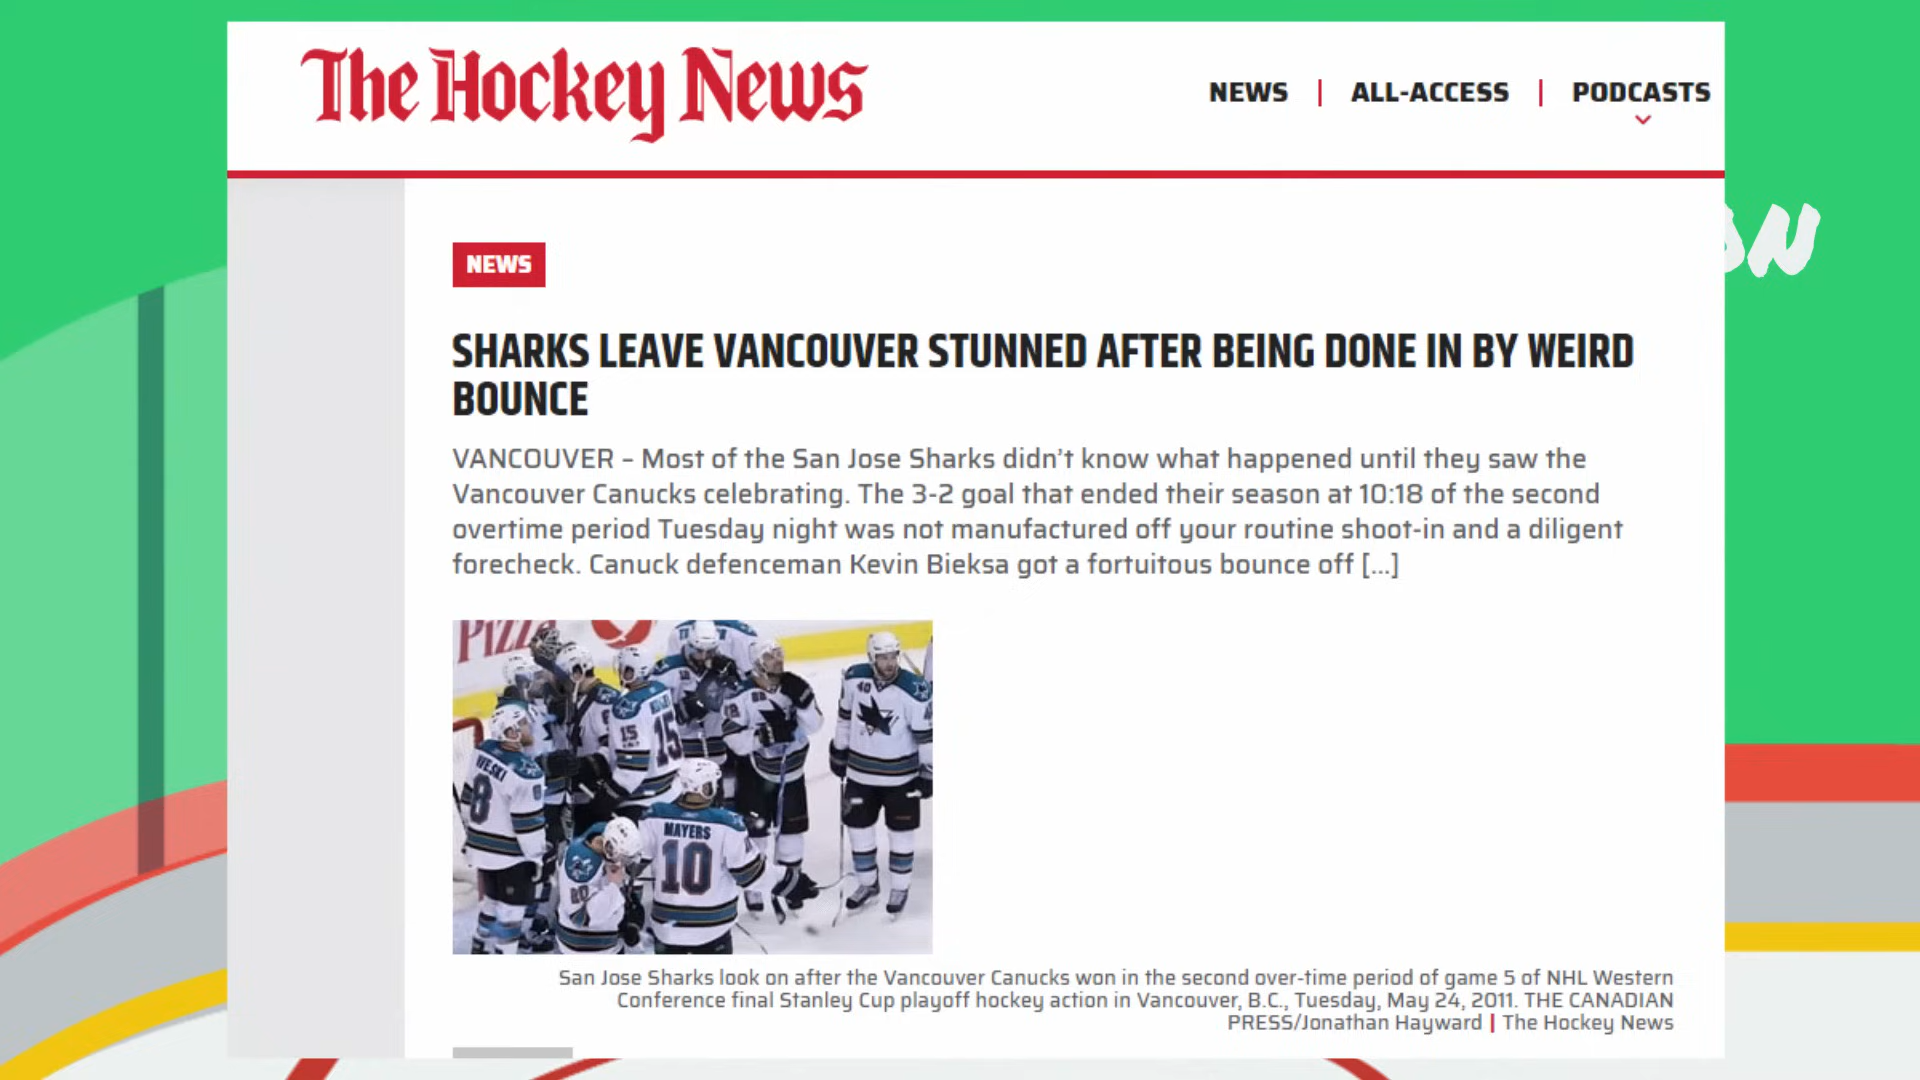 The Hockey News
NEWS | ALL-ACCESS | PODCASTS
SN
NEWS
SHARKS LEAVE VANCOUVER STUNNED AFTER BEING DONE IN BY WEIRD
BOUNCE
VANCOUVER – Most of the San Jose Sharks didn’t know what happened until they saw the
Vancouver Canucks celebrating. The 3-2 goal that ended their season at 10:18 of the second
overtime period Tuesday night was not manufactured off your routine shoot-in and a diligent
forecheck. Canuck defenceman Kevin Bieksa got a fortuitous bounce off [...]
Pizza
15
15
40
8
MAYERS
10
San Jose Sharks look on after the Vancouver Canucks won in the second over-time period of game 5 of NHL Western
Conference final Stanley Cup playoff hockey action in Vancouver, B.C., Tuesday, May 24, 2011. THE CANADIAN
PRESS/Jonathan Hayward | The Hockey News